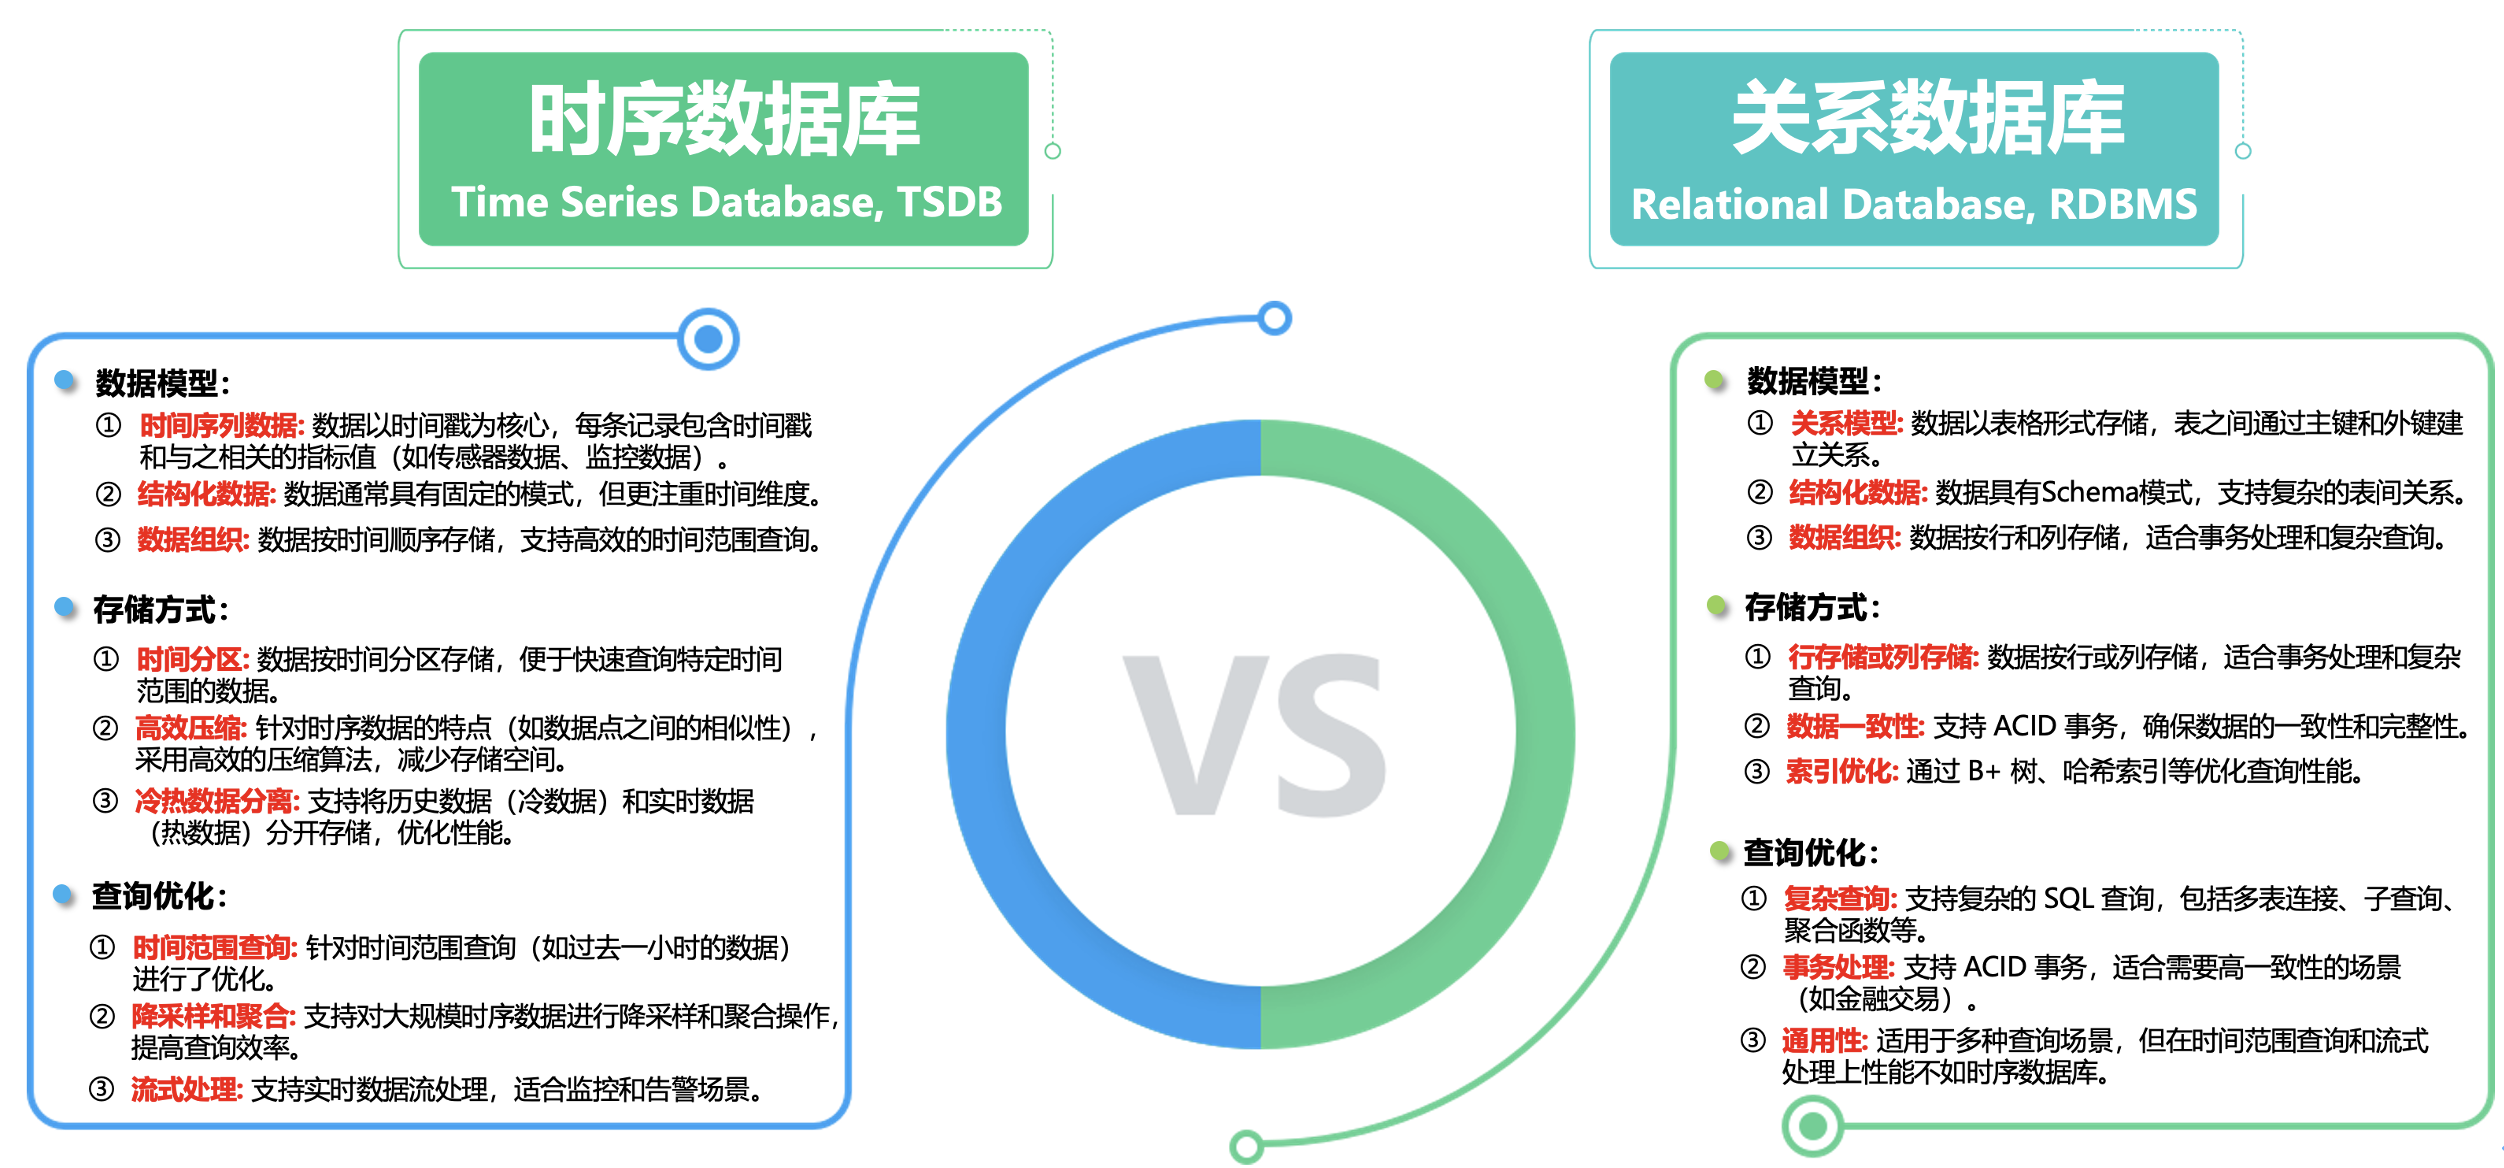 时序数据库
Time Series Database, TSDB
关系数据库
Relational Database, RDBMS
数据模型：
① 时间序列数据: 数据以时间戳为核心，每条记录包含时间戳
和与之相关的指标值（如传感器数据、监控数据）。
② 结构化数据: 数据通常具有固定的模式，但更注重时间维度。
③ 数据组织: 数据按时间顺序存储，支持高效的时间范围查询。
存储方式：
① 时间分区: 数据按时间分区存储，便于快速查询特定时间
范围的数据。
② 高效压缩: 针对时序数据的特点（如数据点之间的相似性），
采用高效的压缩算法，减少存储空间。
③ 冷热数据分离: 支持将历史数据（冷数据）和实时数据
（热数据）分开存储，优化性能。
查询优化：
① 时间范围查询: 针对时间范围查询（如过去一小时的数据）
进行了优化。
② 降采样和聚合: 支持对大规模时序数据进行降采样和聚合操作，
提高查询效率。
③ 流式处理: 支持实时数据流处理，适合监控和告警场景。
VS
数据模型：
① 关系模型: 数据以表格形式存储，表之间通过主键和外键建
立关系。
② 结构化数据: 数据具有Schema模式，支持复杂的表间关系。
③ 数据组织: 数据按行和列存储，适合事务处理和复杂查询。
存储方式：
① 行存储或列存储: 数据按行或列存储，适合事务处理和复杂
查询。
② 数据一致性: 支持 ACID 事务，确保数据的一致性和完整性。
③ 索引优化: 通过 B+ 树、哈希索引等优化查询性能。
查询优化：
① 复杂查询: 支持复杂的 SQL 查询，包括多表连接、子查询、
聚合函数等。
② 事务处理: 支持 ACID 事务，适合需要高一致性的场景
（如金融交易）。
③ 通用性: 适用于多种查询场景，但在时间范围查询和流式
处理上性能不如时序数据库。